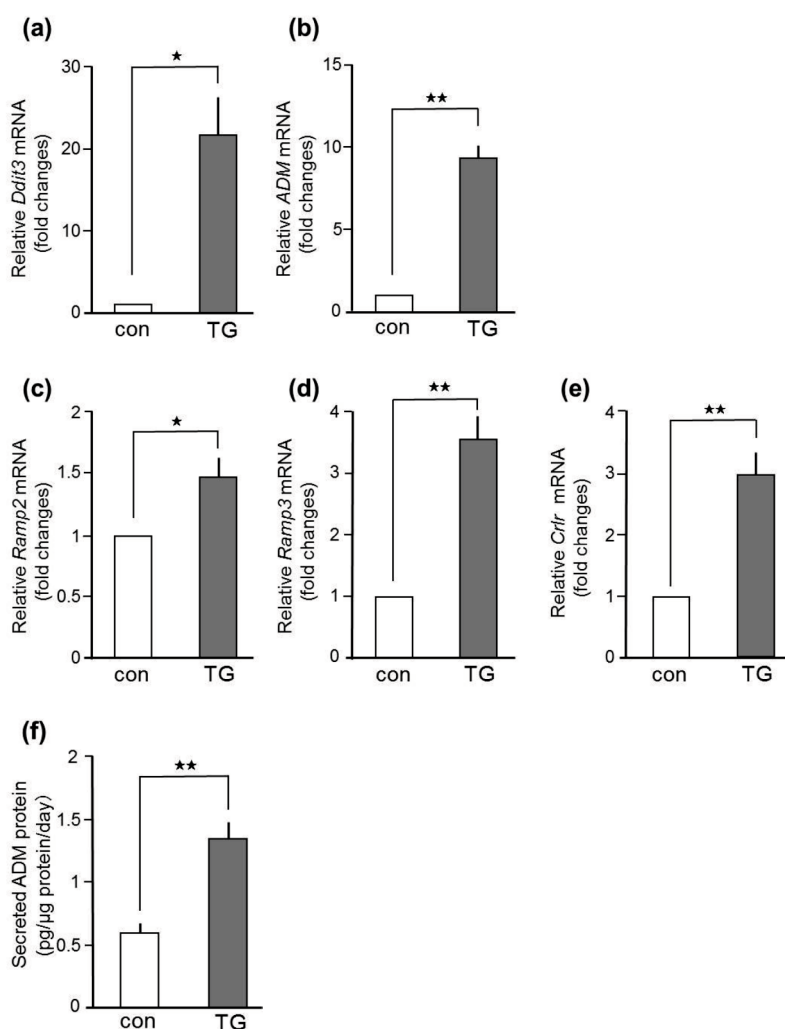 (a)
Relative Ddit3 mRNA
(fold changes)
30
20
10
0
★
con
TG
(b)
Relative ADM mRNA
(fold changes)
15
10
5
0
★★
con
TG
(c)
Relative Ramp2 mRNA
(fold changes)
2
1.5
1
0.5
0
★
con
TG
(d)
Relative Ramp3 mRNA
(fold changes)
4
3
2
1
0
★★
con
TG
(e)
Relative Crlr mRNA
(fold changes)
4
3
2
1
0
★★
con
TG
(f)
Secreted ADM protein
(pg/μg protein/day)
2
1.5
1
0.5
0
★★
con
TG